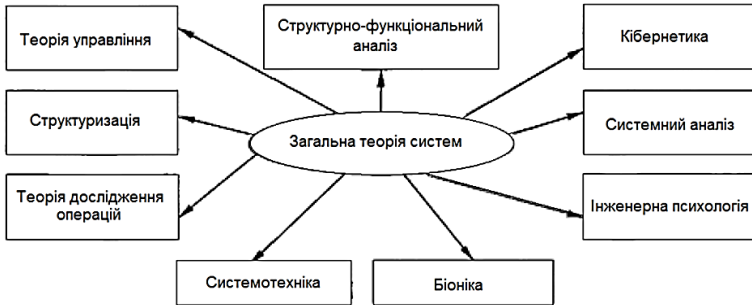 Теорія управління
Структурно-функціональний
аналіз
Кібернетика
Структуризація
Загальна теорія систем
Системний аналіз
Теорія дослідження
операцій
Інженерна психологія
Системотехніка
Біоніка